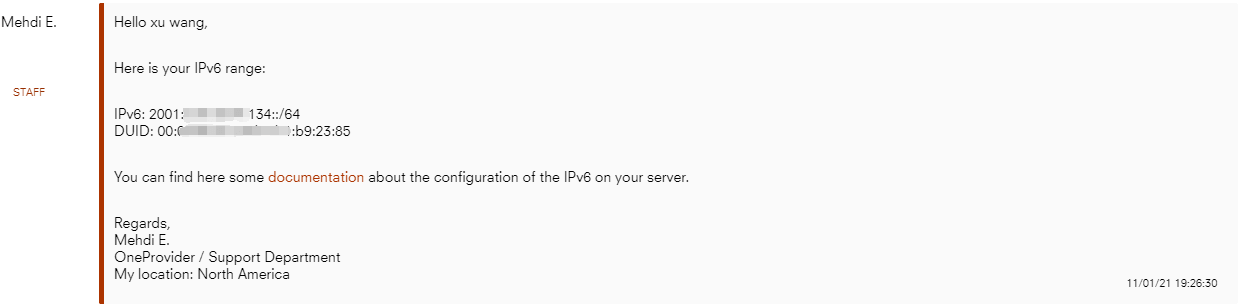 Mehdi E.
STAFF
Hello xu wang,
Here is your IPv6 range:
IPv6: 2001: 134::/64
DUID: 00: :b9:23:85
You can find here some documentation about the configuration of the IPv6 on your server.
Regards,
Mehdi E.
OneProvider / Support Department
My location: North America
11/01/21 19:26:30